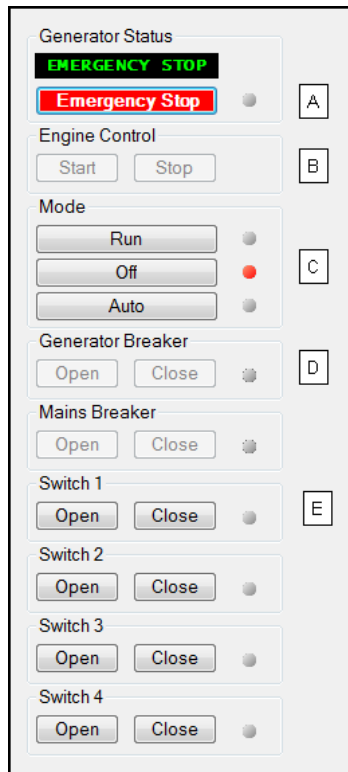 Generator Status
EMERGENCY STOP
Emergency Stop
A
Engine Control
Start Stop
B
Mode
Run
Off
Auto
C
Generator Breaker
Open Close
D
Mains Breaker
Open Close
Switch 1
Open Close
E
Switch 2
Open Close
Switch 3
Open Close
Switch 4
Open Close